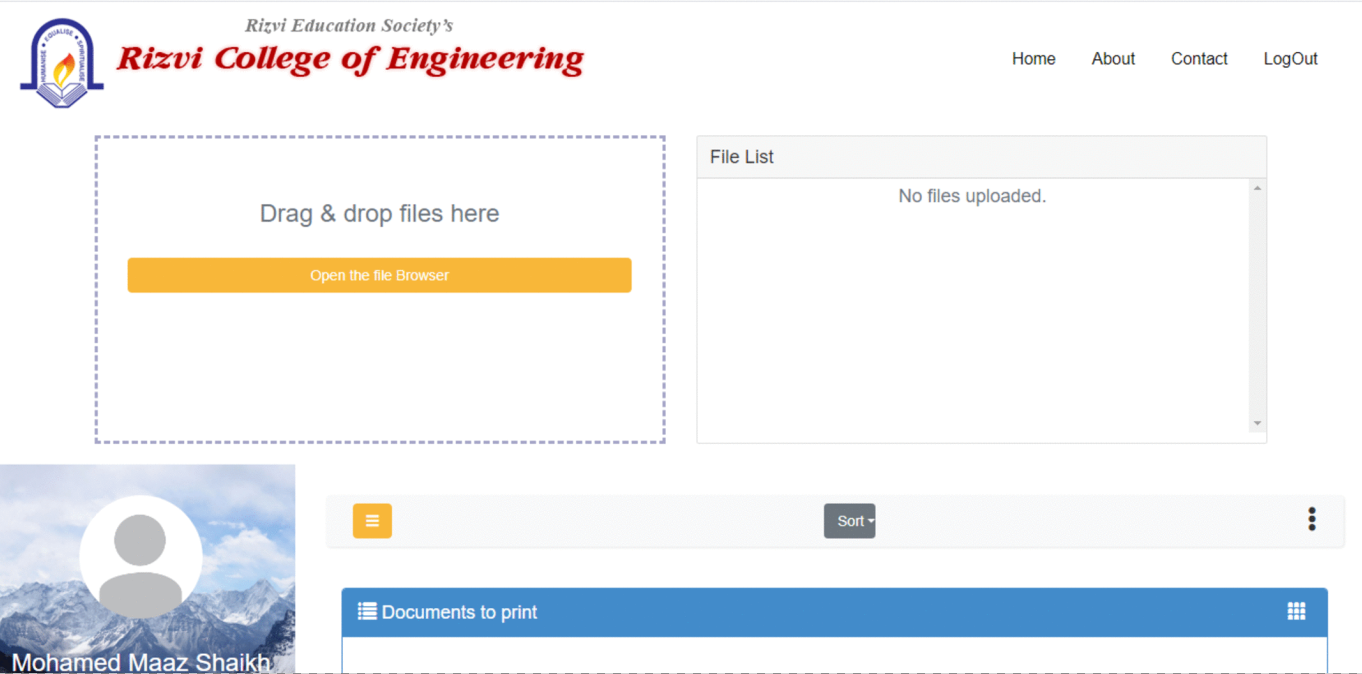 Rizvi Education Society's
Rizvi College of Engineering
HUMANISE • EQUALISE • SPIRITUALISE
Home About Contact LogOut
Drag & drop files here
Open the file Browser
File List
No files uploaded.
Sort
Documents to print
Mohamed Maaz Shaikh